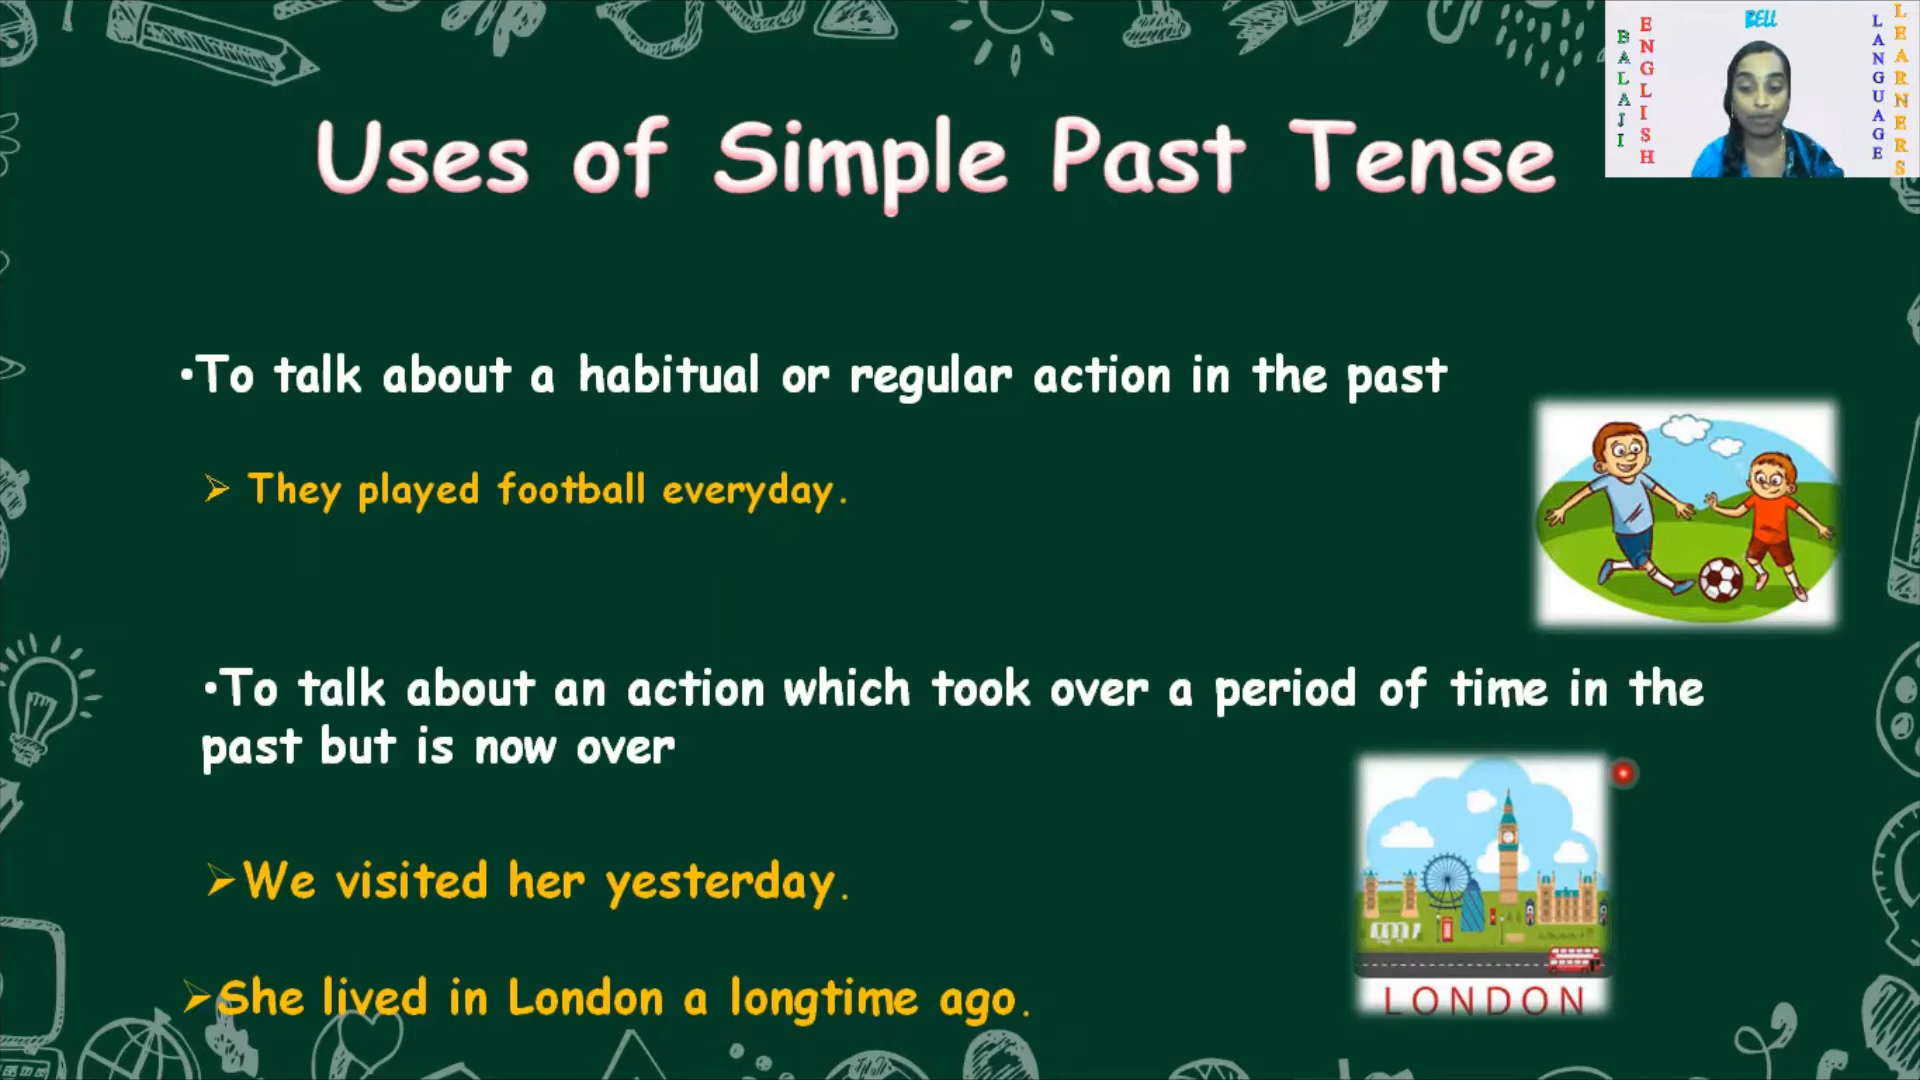 Uses of Simple Past Tense
BALAJI
ENGLISH
BELL
LANGUAGE
LEARNERS
•To talk about a habitual or regular action in the past
➢ They played football everyday.
•To talk about an action which took over a period of time in the
past but is now over
➢We visited her yesterday.
➢She lived in London a longtime ago.
LONDON